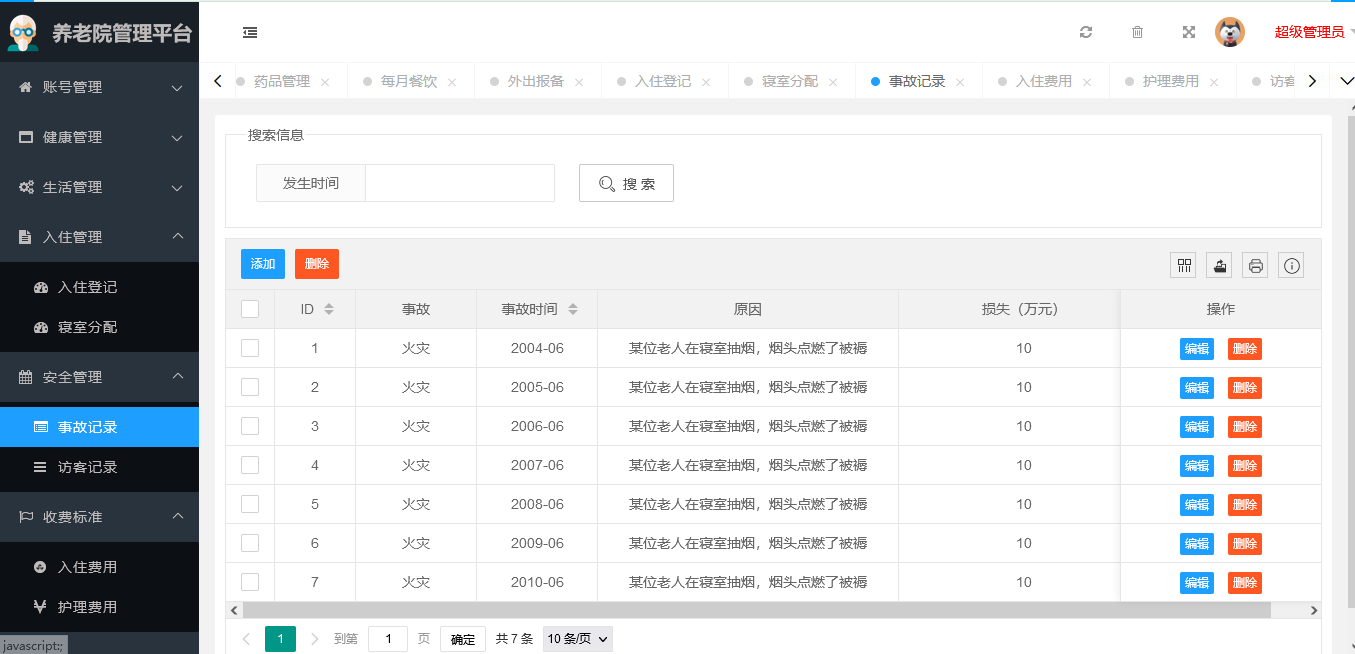 养老院管理平台
超级管理员
账号管理
健康管理
生活管理
入住管理
入住登记
寝室分配
安全管理
事故记录
访客记录
收费标准
入住费用
护理费用
javascript:;
药品管理 每月餐饮 外出报备 入住登记 寝室分配 事故记录 入住费用 护理费用 访客
搜索信息
发生时间 搜 索
添加 删除
ID 事故 事故时间 原因 损失（万元） 操作
1 火灾 2004-06 某位老人在寝室抽烟，烟头点燃了被褥 10 编辑 删除
2 火灾 2005-06 某位老人在寝室抽烟，烟头点燃了被褥 10 编辑 删除
3 火灾 2006-06 某位老人在寝室抽烟，烟头点燃了被褥 10 编辑 删除
4 火灾 2007-06 某位老人在寝室抽烟，烟头点燃了被褥 10 编辑 删除
5 火灾 2008-06 某位老人在寝室抽烟，烟头点燃了被褥 10 编辑 删除
6 火灾 2009-06 某位老人在寝室抽烟，烟头点燃了被褥 10 编辑 删除
7 火灾 2010-06 某位老人在寝室抽烟，烟头点燃了被褥 10 编辑 删除
1 到第 1 页 确定 共 7 条 10 条/页